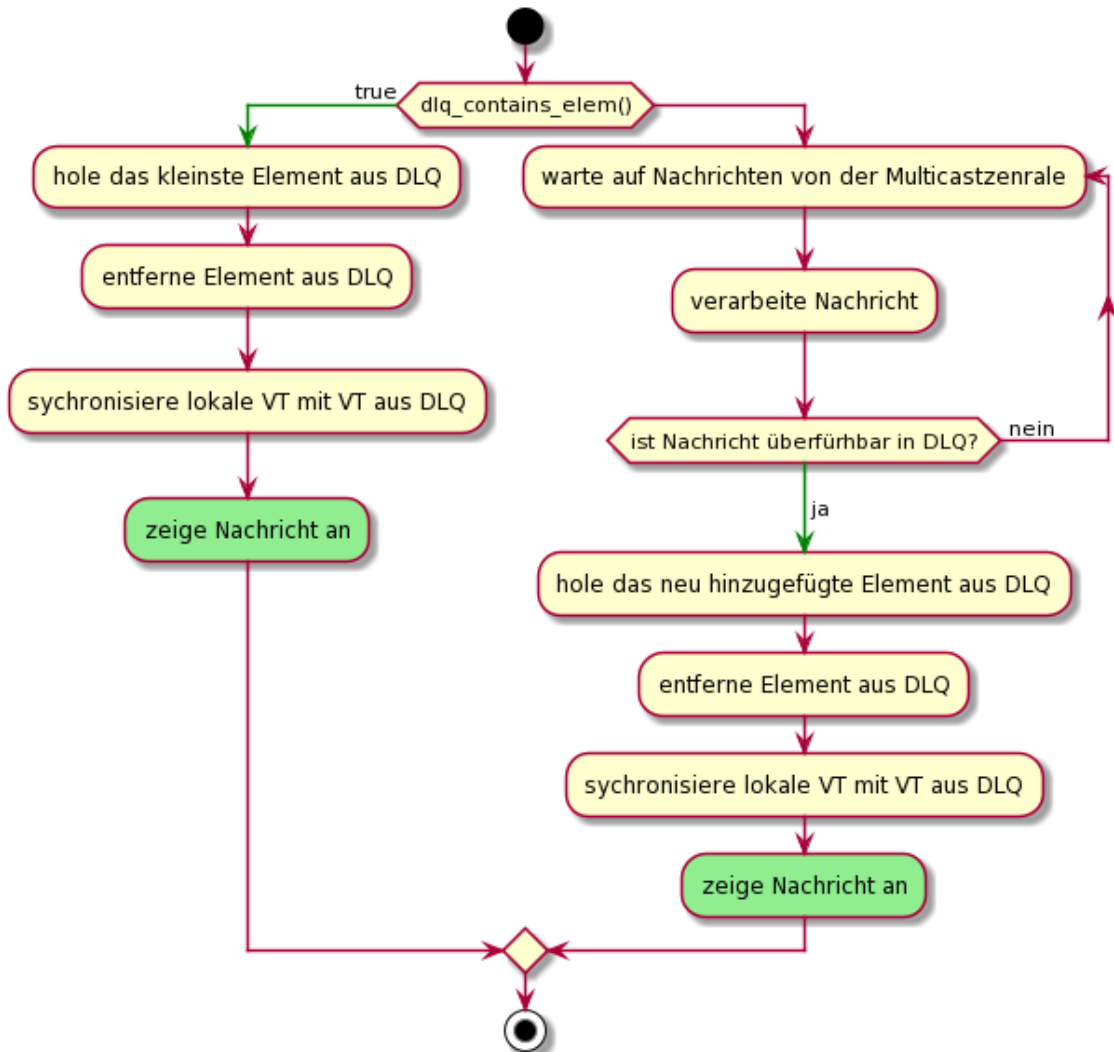 true
dlq_contains_elem()
hole das kleinste Element aus DLQ
entferne Element aus DLQ
sychronisiere lokale VT mit VT aus DLQ
zeige Nachricht an
warte auf Nachrichten von der Multicastzenrale
verarbeite Nachricht
ist Nachricht überfürhbar in DLQ?
nein
ja
hole das neu hinzugefügte Element aus DLQ
entferne Element aus DLQ
sychronisiere lokale VT mit VT aus DLQ
zeige Nachricht an